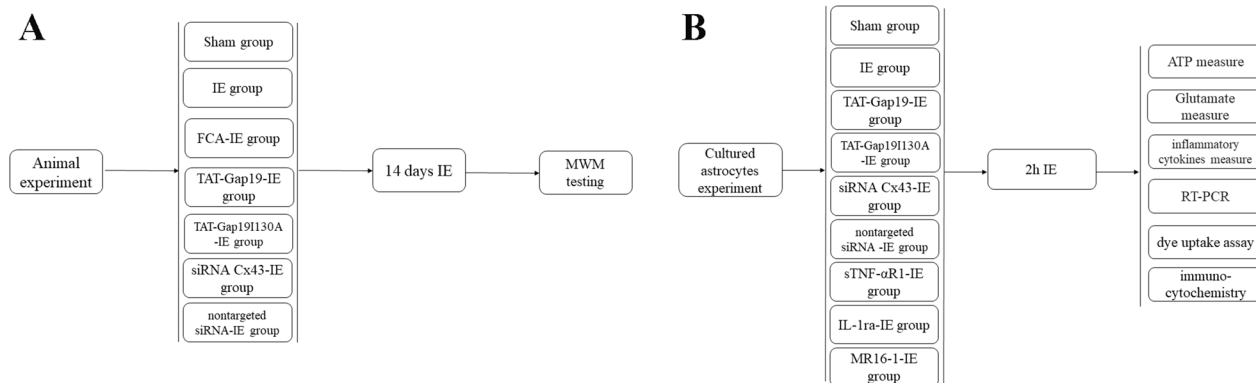 A
Animal
experiment
Sham group
IE group
FCA-IE group
TAT-Gap19-IE
group
TAT-Gap19I130A
-IE group
siRNA Cx43-IE
group
nontargeted
siRNA-IE group
14 days IE
MWM
testing
B
Cultured
astrocytes
experiment
Sham group
IE group
TAT-Gap19-IE
group
TAT-Gap19I130A
-IE group
siRNA Cx43-IE
group
nontargeted
siRNA -IE group
sTNF-αR1-IE
group
IL-1ra-IE group
MR16-1-IE
group
2h IE
ATP measure
Glutamate
measure
inflammatory
cytokines measure
RT-PCR
dye uptake assay
immuno-
cytochemistry